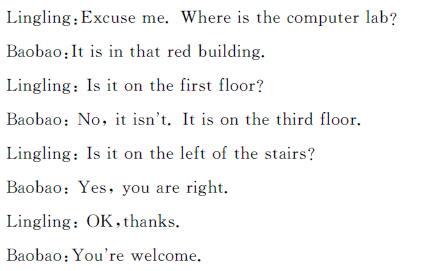 Lingling:Excuse me. Where is the computer lab?
Baobao:It is in that red building.
Lingling: Is it on the first floor?
Baobao: No, it isn't. It is on the third floor.
Lingling: Is it on the left of the stairs?
Baobao: Yes, you are right.
Lingling: OK,thanks.
Baobao:You're welcome.